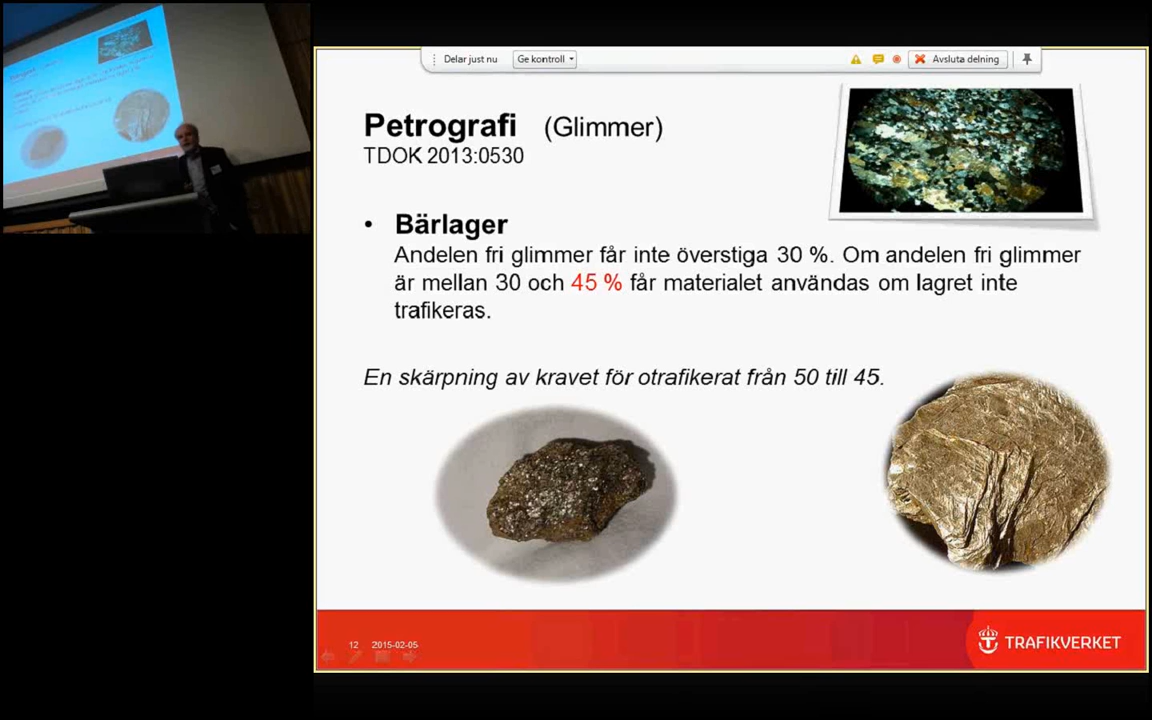 Delar just nu
Ge kontroll
Avsluta delning
Petrografi (Glimmer)
TDOK 2013:0530
• Bärlager
Andelen fri glimmer får inte överstiga 30 %. Om andelen fri glimmer
är mellan 30 och 45 % får materialet användas om lagret inte
trafikeras.
En skärpning av kravet för otrafikerat från 50 till 45.
12 2015-02-05
TRAFIKVERKET